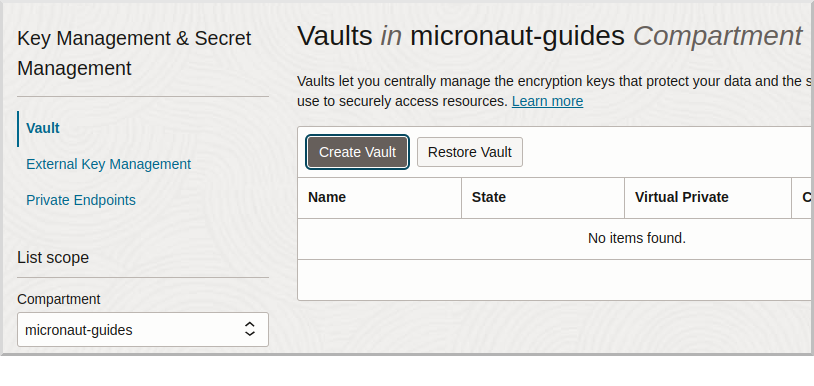 Key Management & Secret
Management
Vault
External Key Management
Private Endpoints
List scope
Compartment
micronaut-guides
Vaults in micronaut-guides Compartment
Vaults let you centrally manage the encryption keys that protect your data and the s
use to securely access resources. Learn more
Create Vault Restore Vault
Name State Virtual Private C
No items found.